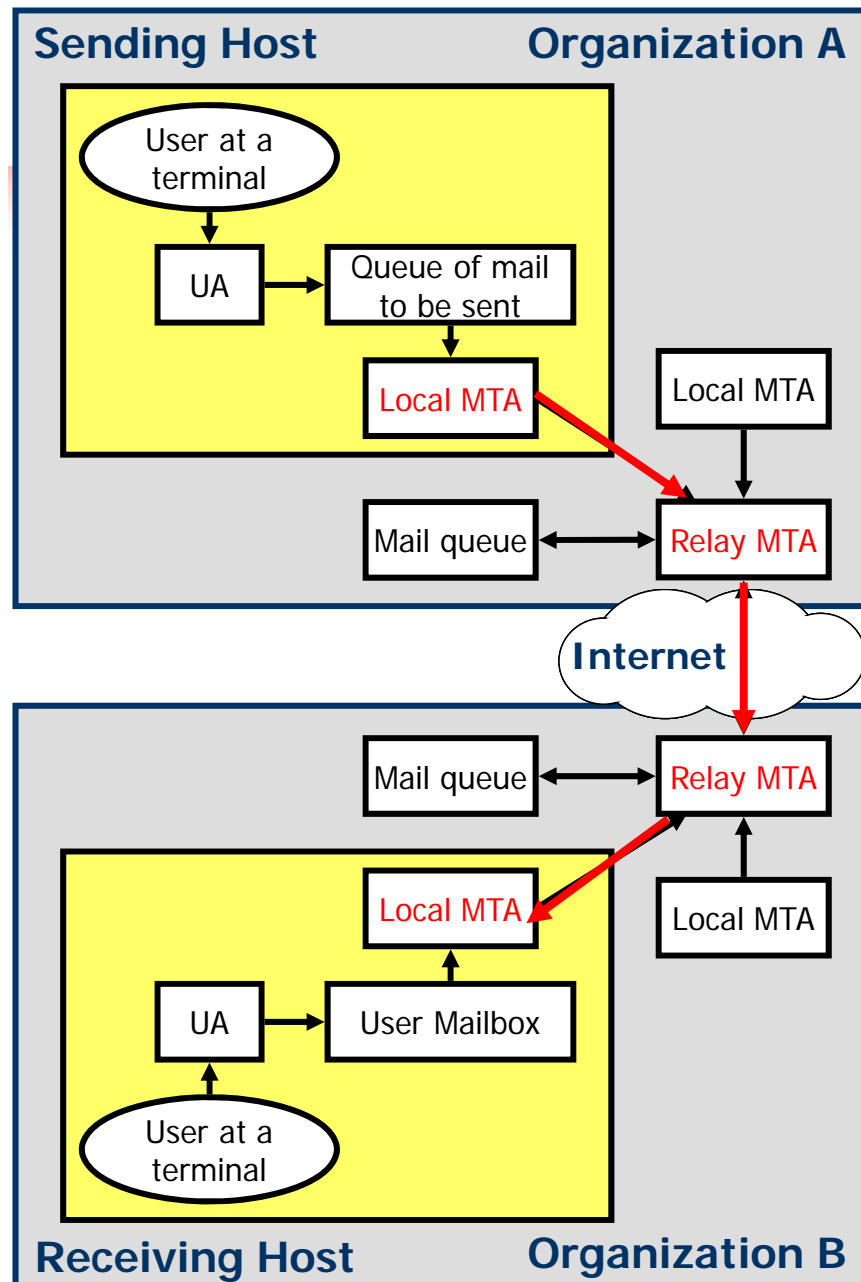 Sending Host
Organization A
User at a
terminal
UA
Queue of mail
to be sent
Local MTA
Local MTA
Mail queue
Relay MTA
Internet
Mail queue
Relay MTA
Local MTA
Local MTA
UA
User Mailbox
User at a
terminal
Receiving Host
Organization B